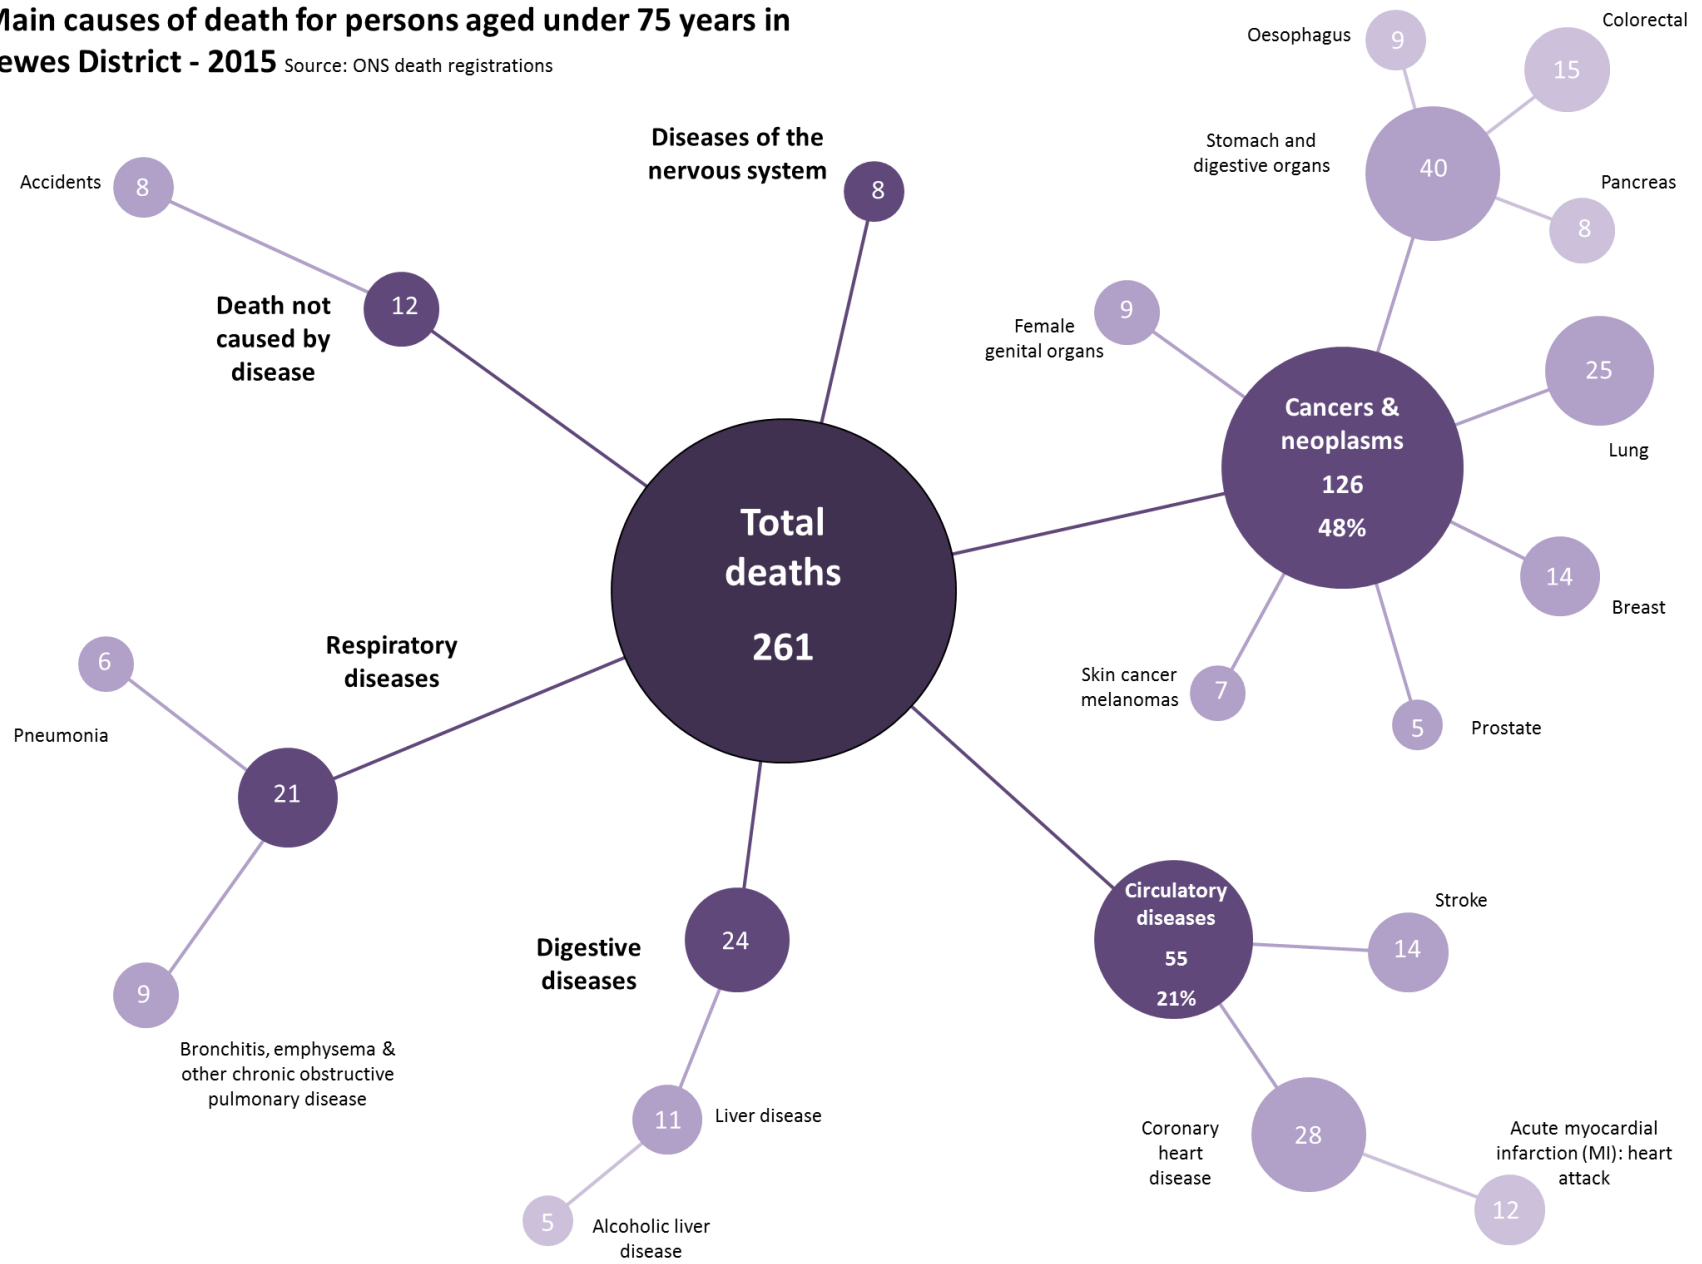 Main causes of death for persons aged under 75 years in
ewes District - 2015 Source: ONS death registrations
Oesophagus
9
Colorectal
15
Stomach and
digestive organs
40
Pancreas
8
Diseases of the
nervous system
8
Accidents
8
Death not
caused by
disease
12
Female
genital organs
9
25
Lung
Cancers &
neoplasms
126
48%
14
Breast
Skin cancer
melanomas
7
5
Prostate
Total
deaths
261
Respiratory
diseases
6
Pneumonia
21
9
Bronchitis, emphysema &
other chronic obstructive
pulmonary disease
Digestive
diseases
24
11
Liver disease
5
Alcoholic liver
disease
Circulatory
diseases
55
21%
Stroke
14
Coronary
heart
disease
28
Acute myocardial
infarction (MI): heart
attack
12